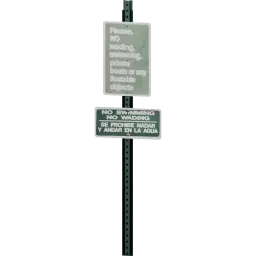 Please,
NO
wading,
swimming,
private
boats or any
floatable
objects
NO SWIMMING
NO WADING
SE PROHIBE NADAR
Y ANDAR EN LA AGUA